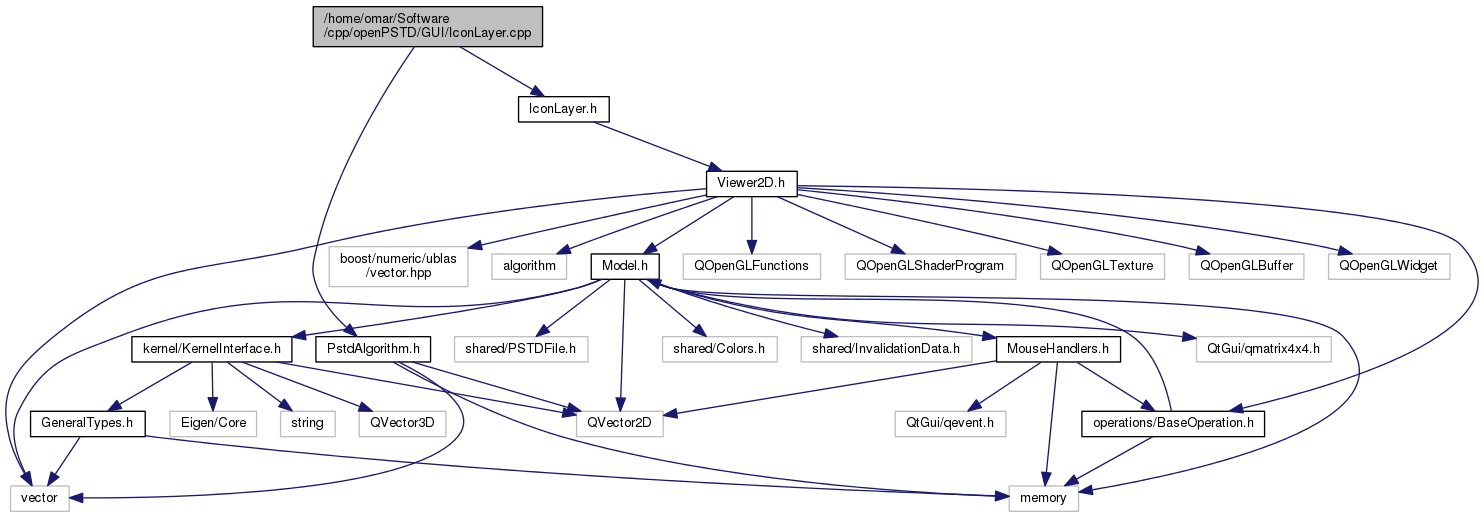 /home/omar/Software
/cpp/openPSTD/GUI/IconLayer.cpp
IconLayer.h
Viewer2D.h
boost/numeric/ublas
/vector.hpp
algorithm
Model.h
QOpenGLFunctions
QOpenGLShaderProgram
QOpenGLTexture
QOpenGLBuffer
QOpenGLWidget
kernel/KernelInterface.h
PstdAlgorithm.h
shared/PSTDFile.h
shared/Colors.h
shared/InvalidationData.h
MouseHandlers.h
QtGui/qmatrix4x4.h
GeneralTypes.h
Eigen/Core
string
QVector3D
QVector2D
QtGui/qevent.h
operations/BaseOperation.h
vector
memory